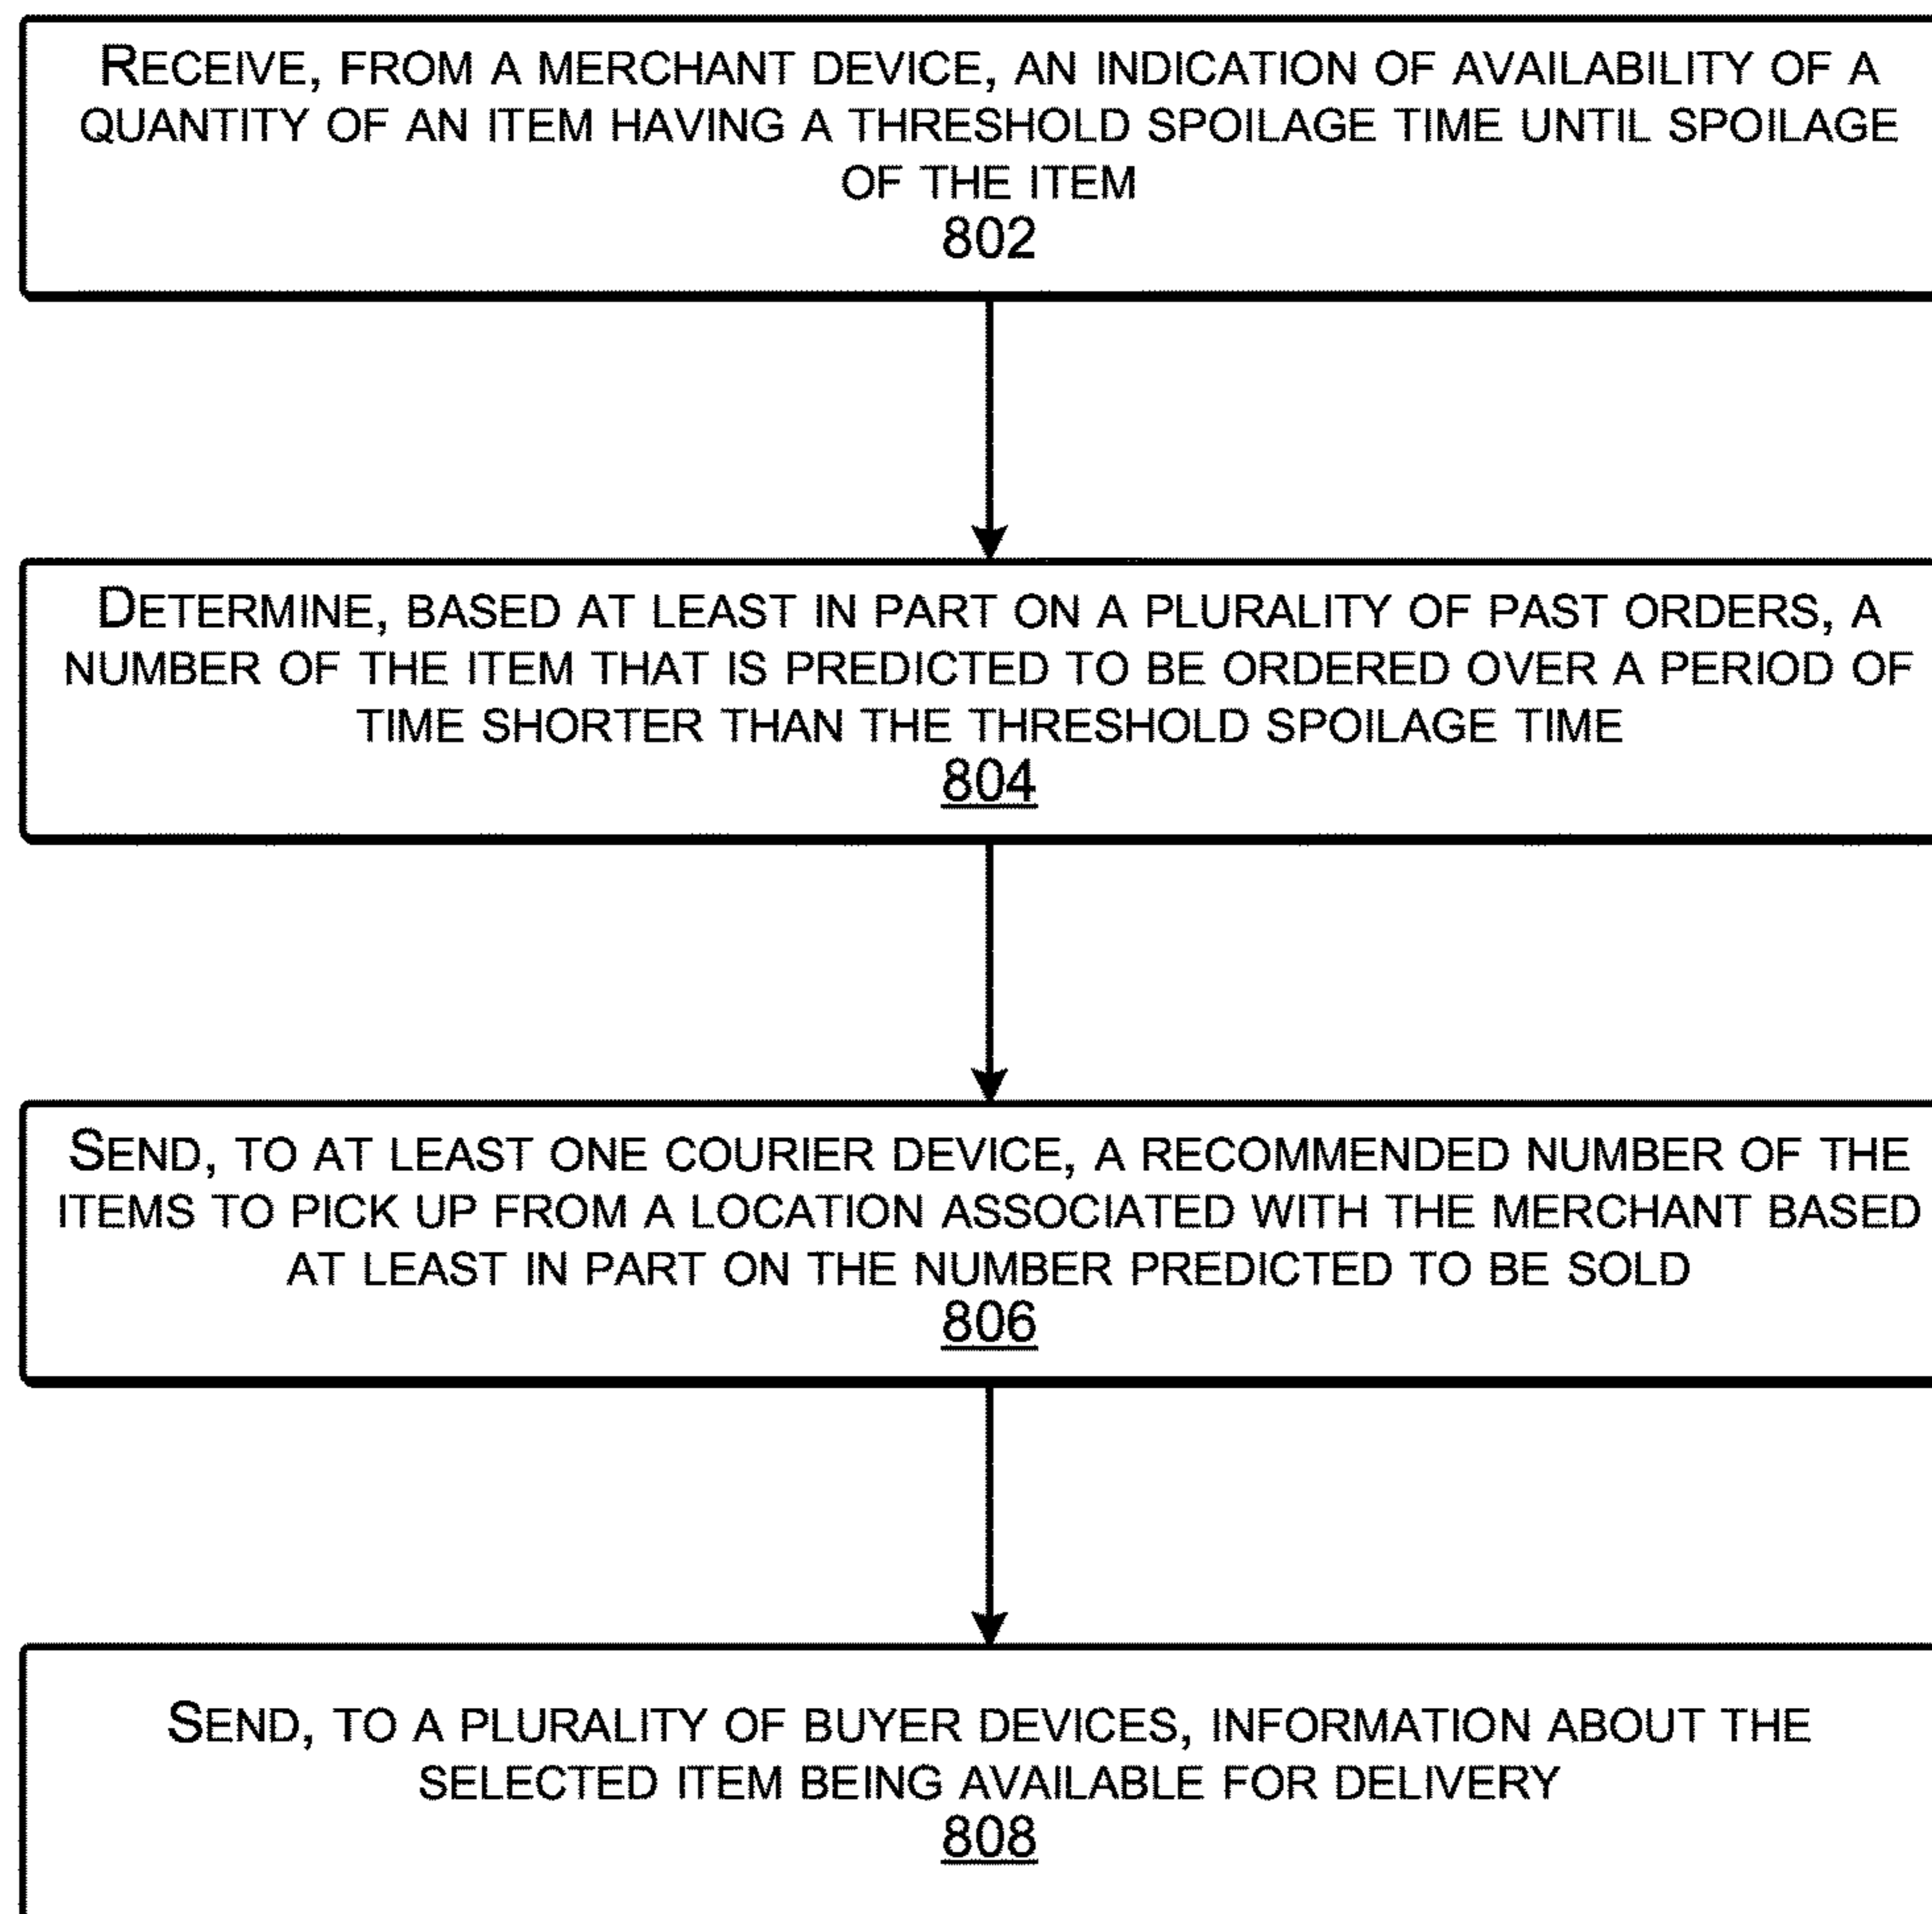 RECEIVE, FROM A MERCHANT DEVICE, AN INDICATION OF AVAILABILITY OF A
QUANTITY OF AN ITEM HAVING A THRESHOLD SPOILAGE TIME UNTIL SPOILAGE
OF THE ITEM
802
DETERMINE, BASED AT LEAST IN PART ON A PLURALITY OF PAST ORDERS, A
NUMBER OF THE ITEM THAT IS PREDICTED TO BE ORDERED OVER A PERIOD OF
TIME SHORTER THAN THE THRESHOLD SPOILAGE TIME
804
SEND, TO AT LEAST ONE COURIER DEVICE, A RECOMMENDED NUMBER OF THE
ITEMS TO PICK UP FROM A LOCATION ASSOCIATED WITH THE MERCHANT BASED
AT LEAST IN PART ON THE NUMBER PREDICTED TO BE SOLD
806
SEND, TO A PLURALITY OF BUYER DEVICES, INFORMATION ABOUT THE
SELECTED ITEM BEING AVAILABLE FOR DELIVERY
808